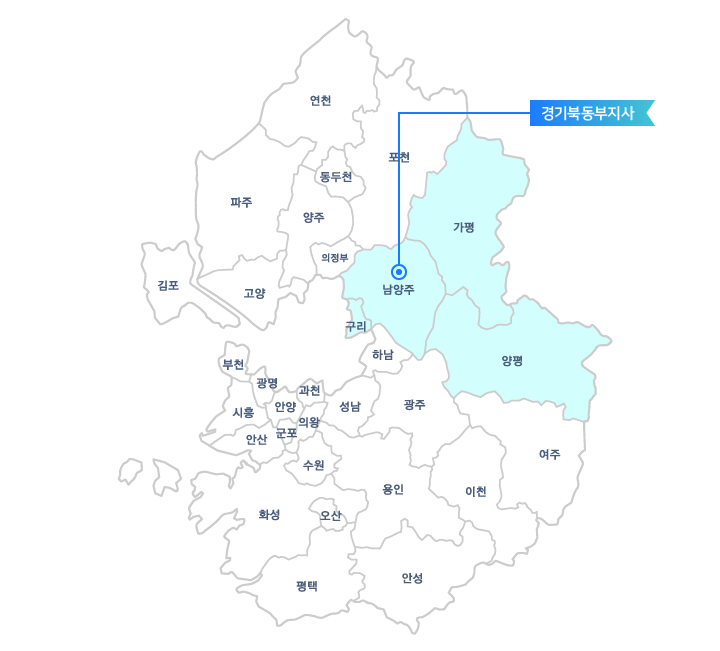 연천
경기북동부지사
포천
동두천
파주
양주
가평
의정부
김포
고양
남양주
구리
하남
양평
부천
광명
과천
시흥
안양
성남
광주
의왕
군포
안산
여주
수원
용인
이천
화성
오산
평택
안성